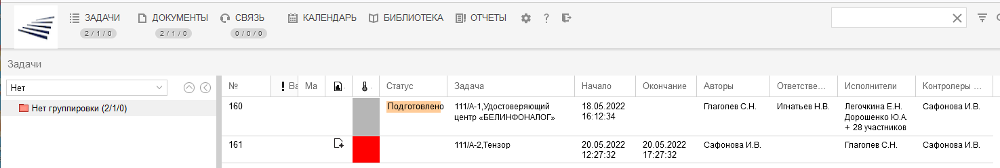 ЗАДАЧИ ДОКУМЕНТЫ СВЯЗЬ КАЛЕНДАРЬ БИБЛИОТЕКА ОТЧЕТЫ ?
2 / 1 / 0 2 / 1 / 0 0 / 0 / 0
Задачи
Нет
Нет группировки (2/1/0)
№ Ва Ма Статус Задача Начало Окончание Авторы Ответстве... Исполнители Контролеры ...
160 Подготовлено 111/А-1,Удостоверяющий 18.05.2022 Глаголев С.Н. Игнатьев Н.В. Легочкина Е.Н. Сафонова И.В.
центр «БЕЛИНФОНАЛОГ» 16:12:34 Дорошенко Ю.А.
+ 28 участников
161 111/А-2,Тензор 20.05.2022 20.05.2022 Сафонова И.В. Глаголев С.Н. Сафонова И.В.
12:27:32 17:27:32